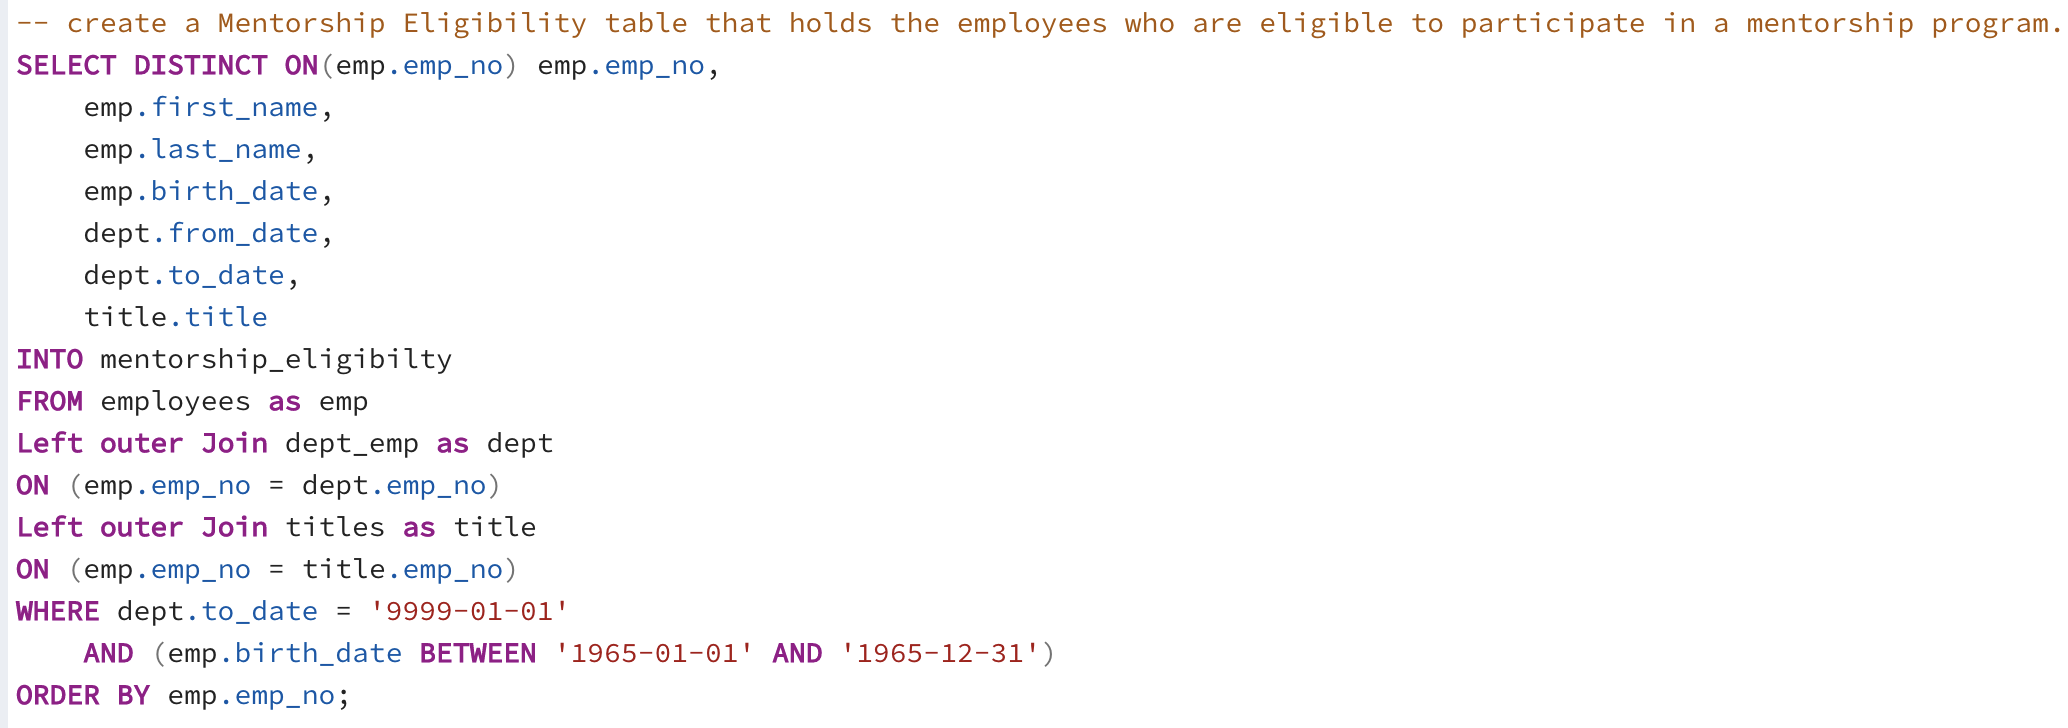 -- create a Mentorship Eligibility table that holds the employees who are eligible to participate in a mentorship program.
SELECT DISTINCT ON(emp.emp_no) emp.emp_no,
    emp.first_name,
    emp.last_name,
    emp.birth_date,
    dept.from_date,
    dept.to_date,
    title.title
INTO mentorship_eligibilty
FROM employees as emp
Left outer Join dept_emp as dept
ON (emp.emp_no = dept.emp_no)
Left outer Join titles as title
ON (emp.emp_no = title.emp_no)
WHERE dept.to_date = '9999-01-01'
    AND (emp.birth_date BETWEEN '1965-01-01' AND '1965-12-31')
ORDER BY emp.emp_no;